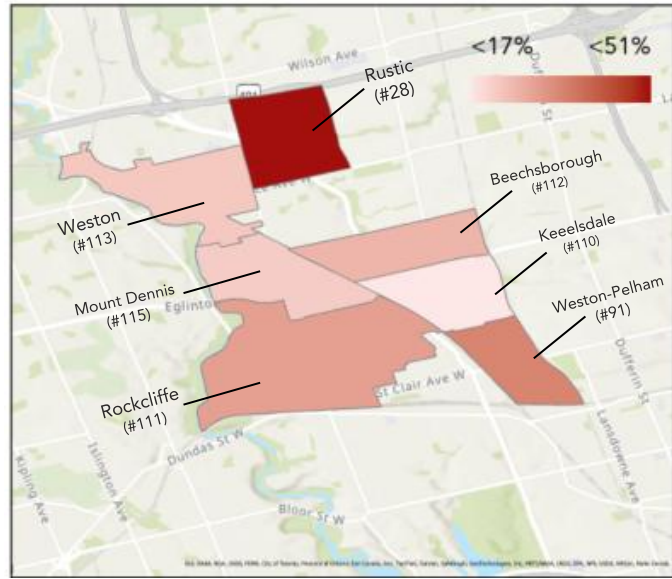 <17%
<51%
Wilson Ave
Rustic
(#28)
401
Beechsborough
(#112)
Weston
(#113)
Keeelsdale
(#110)
Mount Dennis
(#115)
Eglinton
Weston-Pelham
(#91)
Rockcliffe
(#111)
St Clair Ave W
Dufferin St
Dundas St W
Lansdowne Ave
Islington Ave
Kipling Ave
Bloor St W